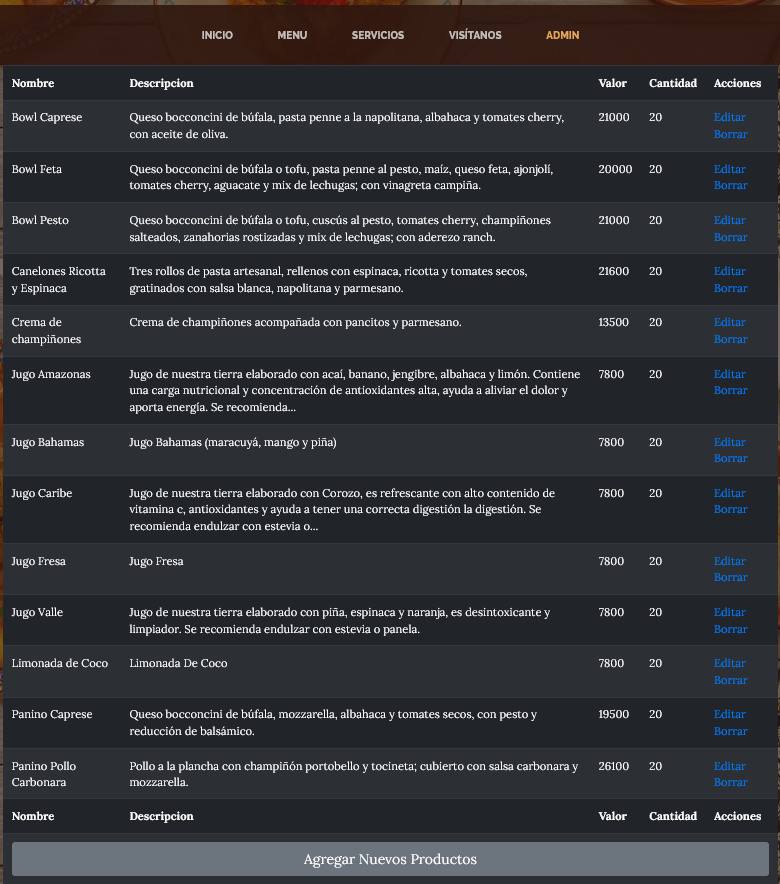 INICIO MENU SERVICIOS VISÍTANOS ADMIN
Nombre Descripcion Valor Cantidad Acciones
Bowl Caprese Queso bocconcini de búfala, pasta penne a la napolitana, albahaca y tomates cherry, 21000 20 Editar
con aceite de oliva. Borrar
Bowl Feta Queso bocconcini de búfala o tofu, pasta penne al pesto, maíz, queso feta, ajonjolí, 20000 20 Editar
tomates cherry, aguacate y mix de lechugas; con vinagreta campiña. Borrar
Bowl Pesto Queso bocconcini de búfala o tofu, cuscús al pesto, tomates cherry, champiñones 21000 20 Editar
salteados, zanahorias rostizadas y mix de lechugas; con aderezo ranch. Borrar
Canelones Ricotta Tres rollos de pasta artesanal, rellenos con espinaca, ricotta y tomates secos, 21600 20 Editar
y Espinaca gratinados con salsa blanca, napolitana y parmesano. Borrar
Crema de Crema de champiñones acompañada con pancitos y parmesano. 13500 20 Editar
champiñones Borrar
Jugo Amazonas Jugo de nuestra tierra elaborado con acaí, banano, jengibre, albahaca y limón. Contiene 7800 20 Editar
una carga nutricional y concentración de antioxidantes alta, ayuda a aliviar el dolor y Borrar
aporta energía. Se recomienda...
Jugo Bahamas Jugo Bahamas (maracuyá, mango y piña) 7800 20 Editar
Borrar
Jugo Caribe Jugo de nuestra tierra elaborado con Corozo, es refrescante con alto contenido de 7800 20 Editar
vitamina c, antioxidantes y ayuda a tener una correcta digestión la digestión. Se Borrar
recomienda endulzar con estevia o...
Jugo Fresa Jugo Fresa 7800 20 Editar
Borrar
Jugo Valle Jugo de nuestra tierra elaborado con piña, espinaca y naranja, es desintoxicante y 7800 20 Editar
limpiador. Se recomienda endulzar con estevia o panela. Borrar
Limonada de Coco Limonada De Coco 7800 20 Editar
Borrar
Panino Caprese Queso bocconcini de búfala, mozzarella, albahaca y tomates secos, con pesto y 19500 20 Editar
reducción de balsámico. Borrar
Panino Pollo Pollo a la plancha con champiñón portobello y tocineta; cubierto con salsa carbonara y 26100 20 Editar
Carbonara mozzarella. Borrar
Nombre Descripcion Valor Cantidad Acciones
Agregar Nuevos Productos